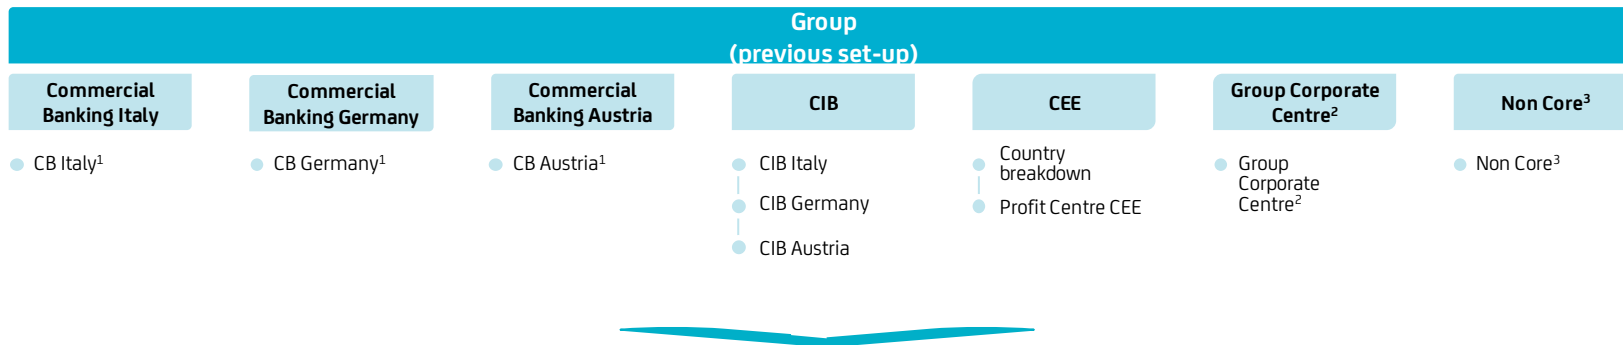 Group
(previous set-up)
Commercial
Banking Italy
Commercial
Banking Germany
Commercial
Banking Austria
CIB
CEE
Group Corporate
Centre²
Non Core³
CB Italy¹
CB Germany¹
CB Austria¹
CIB Italy
CIB Germany
CIB Austria
Country
breakdown
Profit Centre CEE
Group
Corporate
Centre²
Non Core³